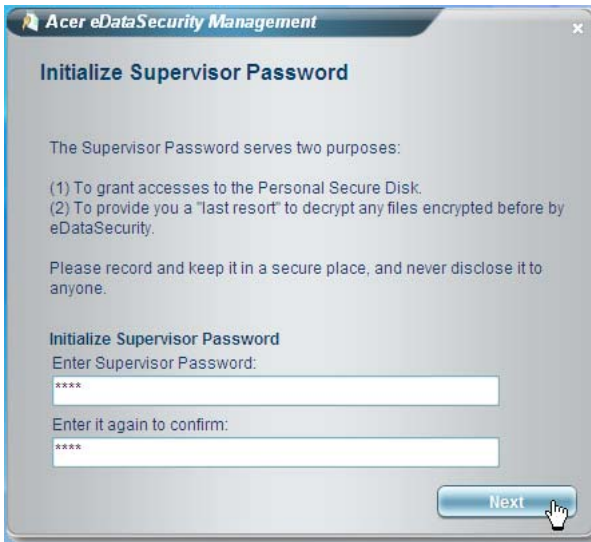 Acer eDataSecurity Management
x
Initialize Supervisor Password
The Supervisor Password serves two purposes:
(1) To grant accesses to the Personal Secure Disk.
(2) To provide you a "last resort" to decrypt any files encrypted before by
eDataSecurity.
Please record and keep it in a secure place, and never disclose it to
anyone.
Initialize Supervisor Password
Enter Supervisor Password:
****
Enter it again to confirm:
****
Next